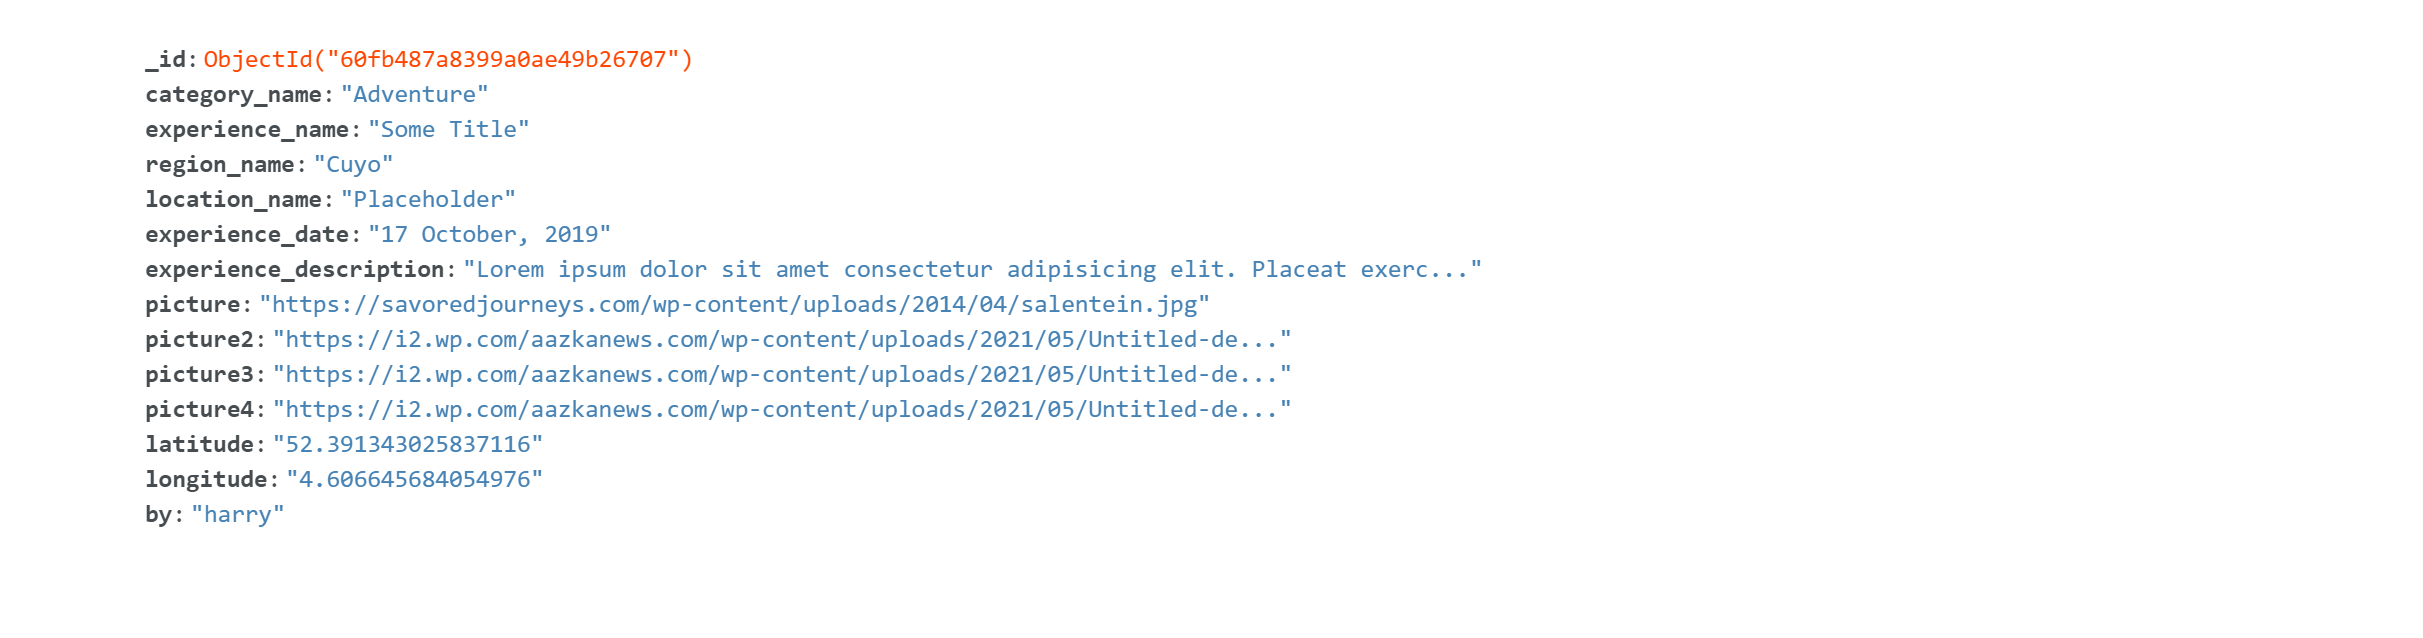 _id: ObjectId("60fb487a8399a0ae49b26707")
category_name: "Adventure"
experience_name: "Some Title"
region_name: "Cuyo"
location_name: "Placeholder"
experience_date: "17 October, 2019"
experience_description: "Lorem ipsum dolor sit amet consectetur adipisicing elit. Placeat exerc..."
picture: "https://savoredjourneys.com/wp-content/uploads/2014/04/salentein.jpg"
picture2: "https://i2.wp.com/aazkanews.com/wp-content/uploads/2021/05/Untitled-de..."
picture3: "https://i2.wp.com/aazkanews.com/wp-content/uploads/2021/05/Untitled-de..."
picture4: "https://i2.wp.com/aazkanews.com/wp-content/uploads/2021/05/Untitled-de..."
latitude: "52.391343025837116"
longitude: "4.606645684054976"
by: "harry"